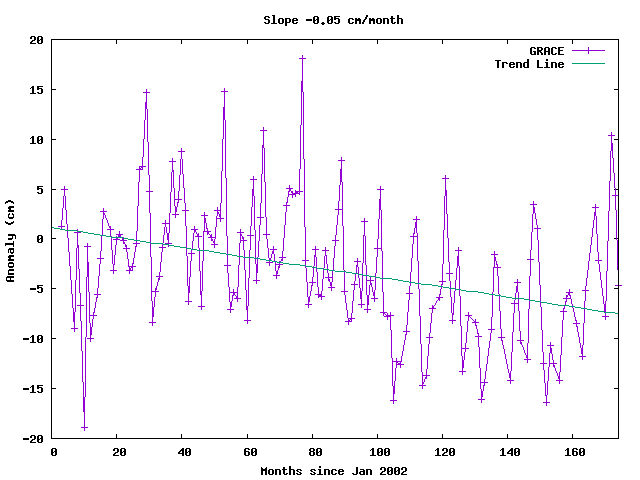 Slope -0.05 cm/month
GRACE
Trend Line
20
15
10
5
0
-5
-10
-15
-20
Anomaly (cm)
0 20 40 60 80 100 120 140 160
Months since Jan 2002